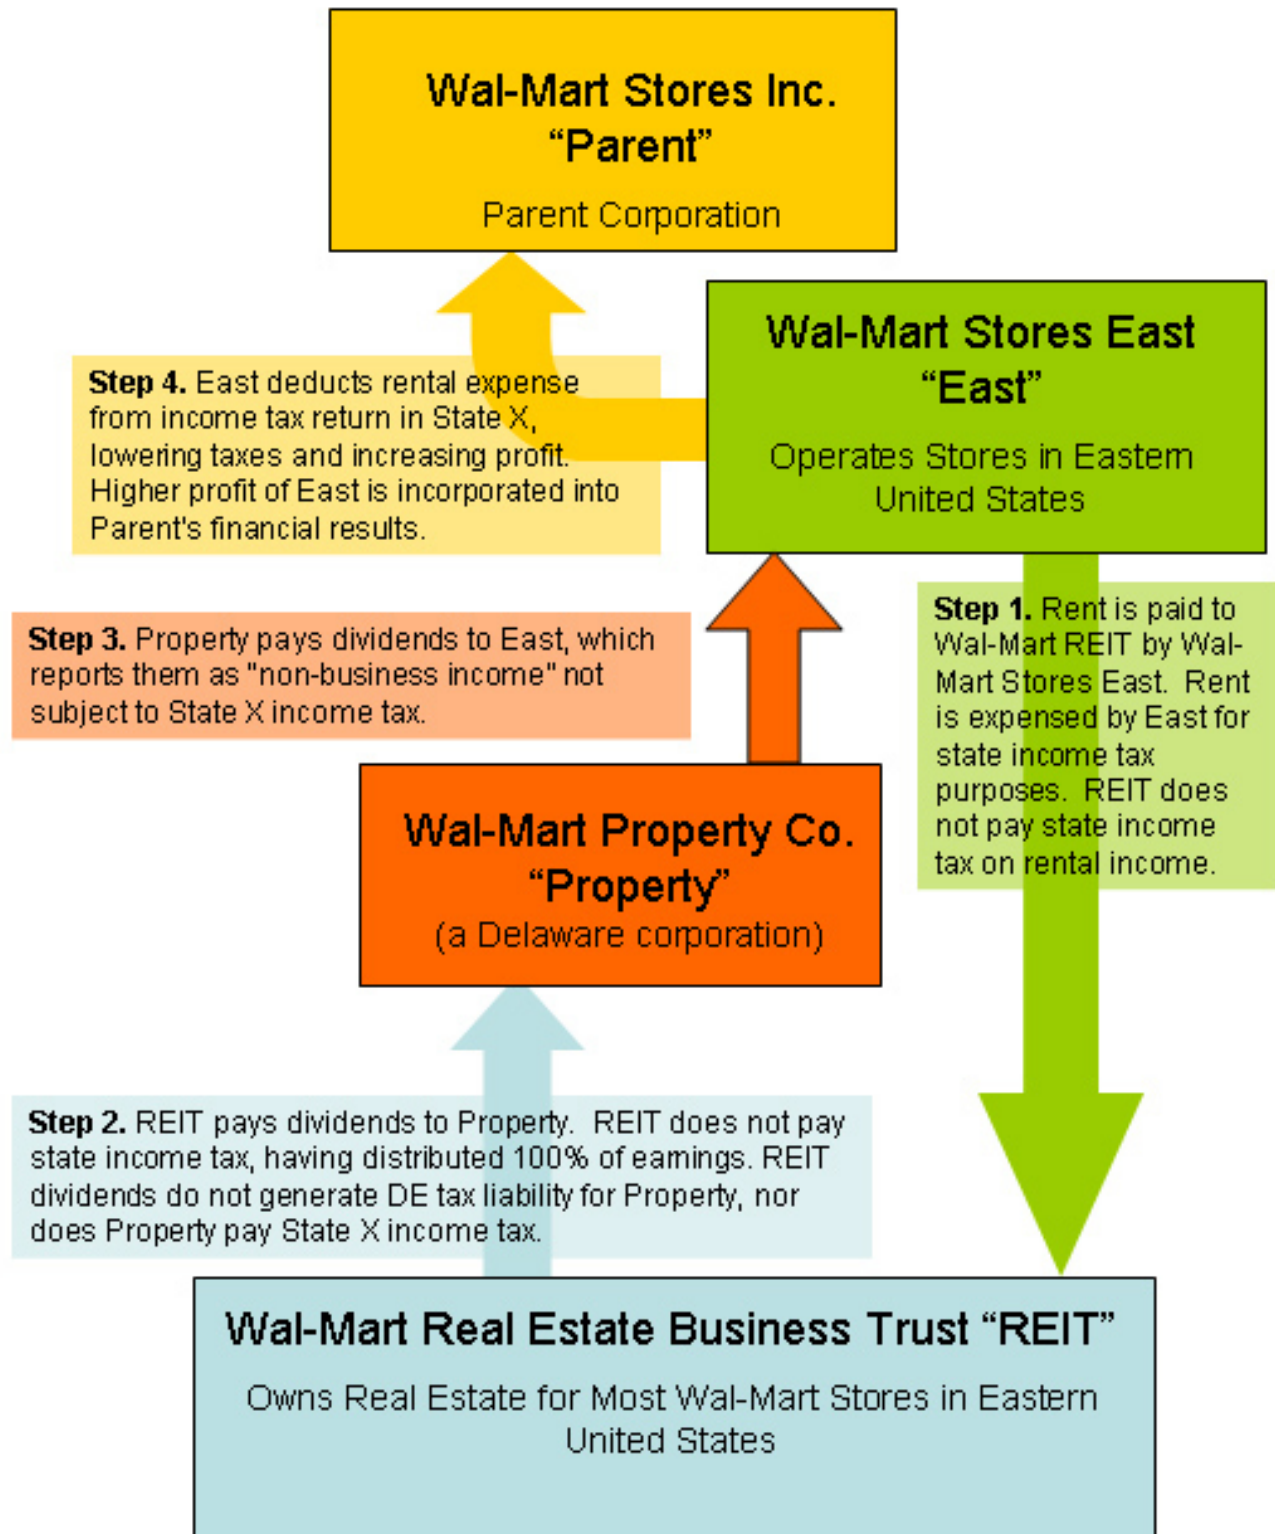 Wal-Mart Stores Inc.
“Parent”
Parent Corporation
Wal-Mart Stores East
“East”
Operates Stores in Eastern
United States
Step 4. East deducts rental expense
from income tax return in State X,
lowering taxes and increasing profit.
Higher profit of East is incorporated into
Parent's financial results.
Step 1. Rent is paid to
Wal-Mart REIT by Wal-
Mart Stores East. Rent
is expensed by East for
state income tax
purposes. REIT does
not pay state income
tax on rental income.
Step 3. Property pays dividends to East, which
reports them as "non-business income" not
subject to State X income tax.
Wal-Mart Property Co.
“Property”
(a Delaware corporation)
Step 2. REIT pays dividends to Property. REIT does not pay
state income tax, having distributed 100% of earnings. REIT
dividends do not generate DE tax liability for Property, nor
does Property pay State X income tax.
Wal-Mart Real Estate Business Trust “REIT”
Owns Real Estate for Most Wal-Mart Stores in Eastern
United States